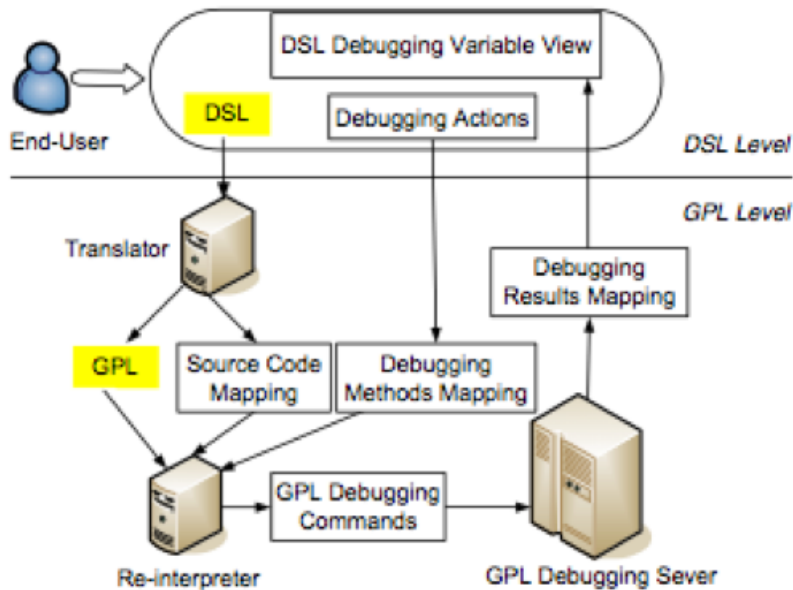 DSL Debugging Variable View
DSL
Debugging Actions
End-User
DSL Level
GPL Level
Translator
Debugging
Results Mapping
GPL
Source Code
Mapping
Debugging
Methods Mapping
GPL Debugging
Commands
Re-interpreter
GPL Debugging Sever